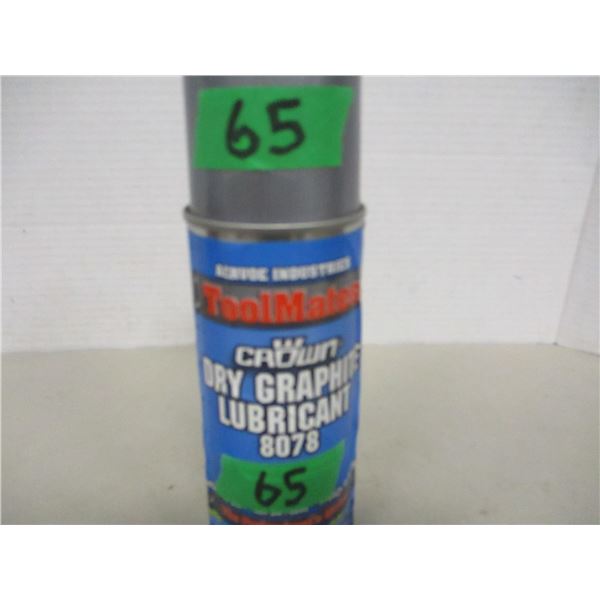 65
AERVOE INDUSTRIES
ToolMates
CROWN
DRY GRAPHITE
LUBRICANT
8078
65